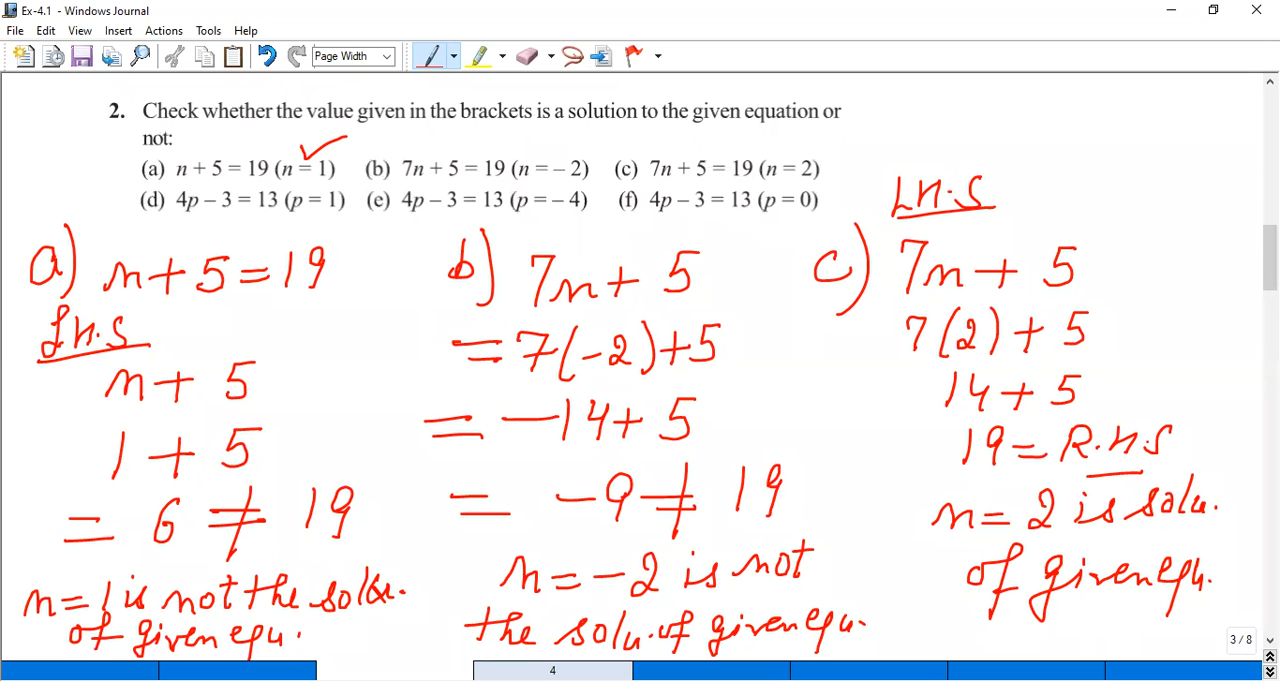 Ex-4.1 - Windows Journal
File Edit View Insert Actions Tools Help
Page Width
2. Check whether the value given in the brackets is a solution to the given equation or
not:
(a) n + 5 = 19 (n = 1) (b) 7n + 5 = 19 (n = – 2) (c) 7n + 5 = 19 (n = 2)
(d) 4p – 3 = 13 (p = 1) (e) 4p – 3 = 13 (p = – 4) (f) 4p – 3 = 13 (p = 0)
a) n + 5 = 19
L.H.S
n + 5
1 + 5
= 6 ≠ 19
n = 1 is not the solu.
of given equ.
b) 7n + 5
= 7(-2) + 5
= -14 + 5
= -9 ≠ 19
n = -2 is not
the solu. of given equ.
L.H.S
c) 7n + 5
7(2) + 5
14 + 5
19 = R.H.S
n = 2 is solu.
of given equ.
3 / 8
4